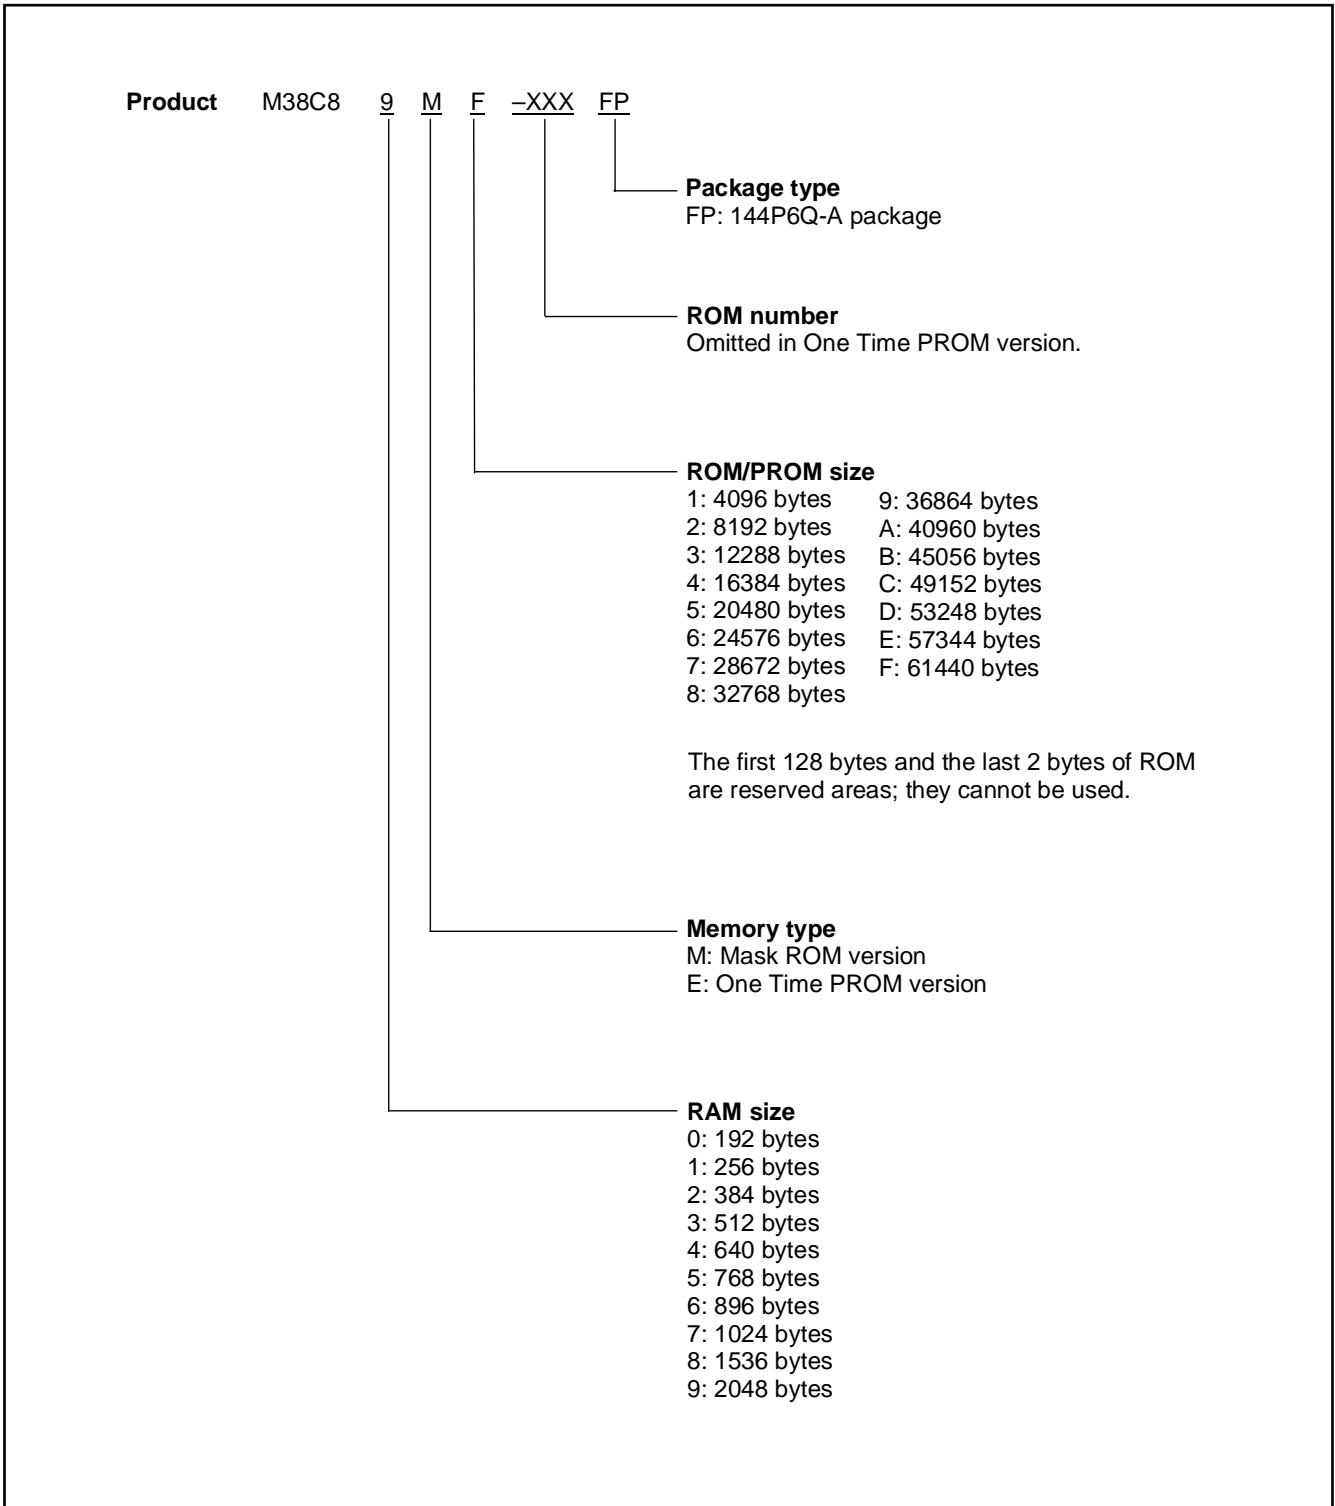 Product M38C8 9 M F –XXX FP
Package type
FP: 144P6Q-A package
ROM number
Omitted in One Time PROM version.
ROM/PROM size
1: 4096 bytes
2: 8192 bytes
3: 12288 bytes
4: 16384 bytes
5: 20480 bytes
6: 24576 bytes
7: 28672 bytes
8: 32768 bytes
9: 36864 bytes
A: 40960 bytes
B: 45056 bytes
C: 49152 bytes
D: 53248 bytes
E: 57344 bytes
F: 61440 bytes
The first 128 bytes and the last 2 bytes of ROM
are reserved areas; they cannot be used.
Memory type
M: Mask ROM version
E: One Time PROM version
RAM size
0: 192 bytes
1: 256 bytes
2: 384 bytes
3: 512 bytes
4: 640 bytes
5: 768 bytes
6: 896 bytes
7: 1024 bytes
8: 1536 bytes
9: 2048 bytes